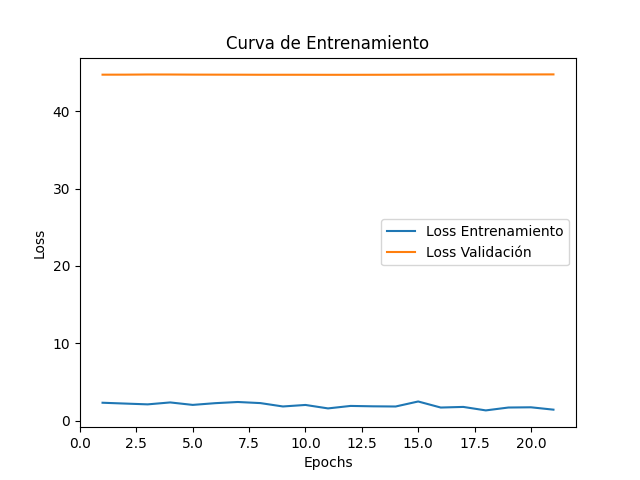 Curva de Entrenamiento
Loss
40
30
20
10
0
Loss Entrenamiento
Loss Validación
0.0 2.5 5.0 7.5 10.0 12.5 15.0 17.5 20.0
Epochs